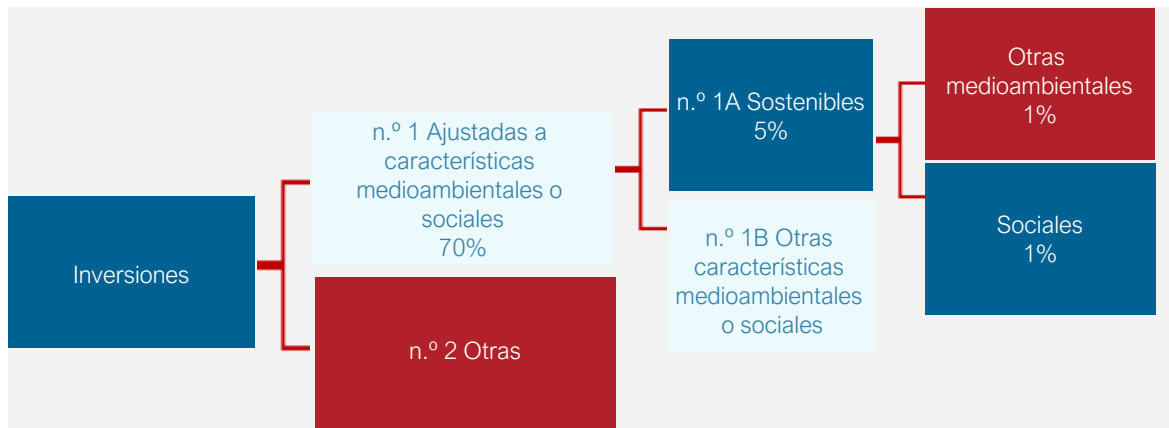 Inversiones
n.º 1 Ajustadas a
características
medioambientales o
sociales
70%
n.º 2 Otras
n.º 1A Sostenibles
5%
n.º 1B Otras
características
medioambientales
o sociales
Otras
medioambientales
1%
Sociales
1%